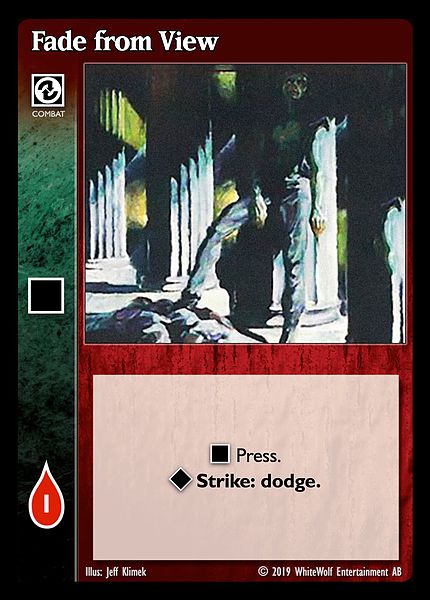 Fade from View
COMBAT
Press.
Strike: dodge.
1
Illus: Jeff Klimek © 2019 WhiteWolf Entertainment AB